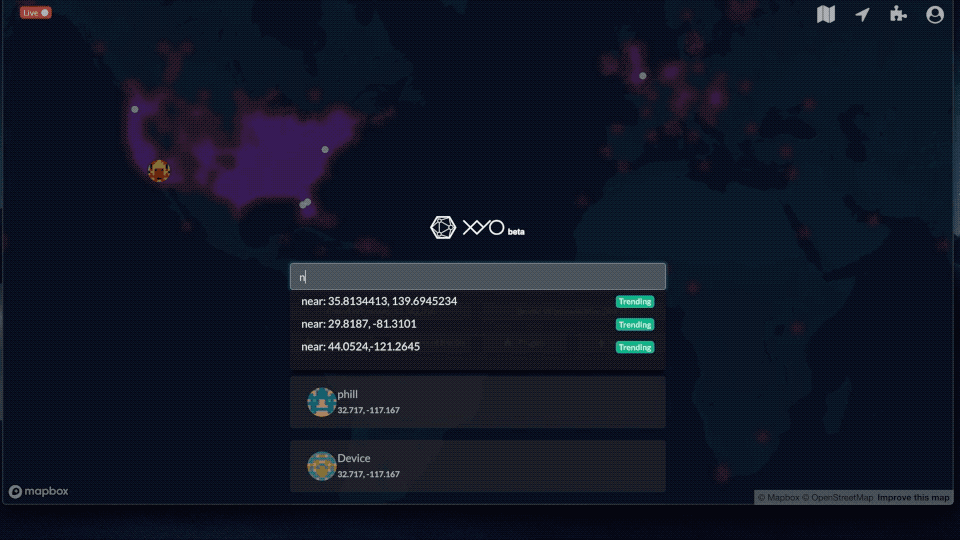 Live
XYO beta
n
near: 35.8134413, 139.6945234 Trending
near: 29.8187, -81.3101 Trending
near: 44.0524,-121.2645 Trending
phill
32.717, -117.167
Device
32.717, -117.167
mapbox
© Mapbox © OpenStreetMap Improve this map